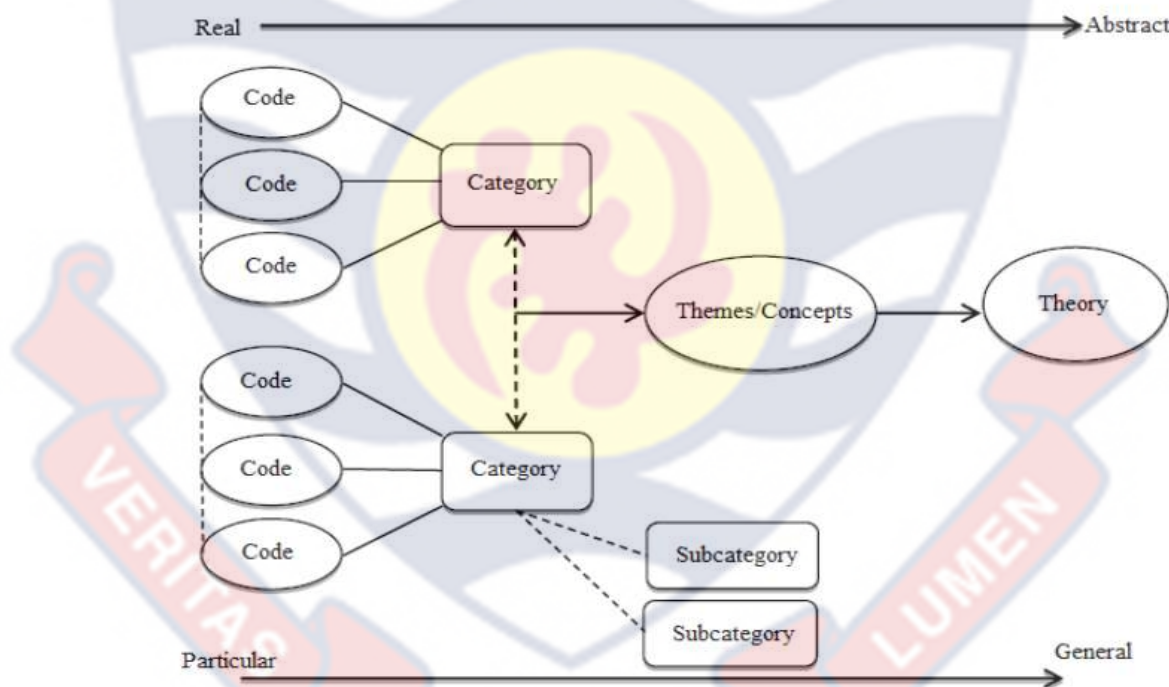 Real
Abstract
Code
Code
Category
Code
Themes/Concepts
Theory
Code
Code
Category
Code
Subcategory
Subcategory
Particular
General
VERITAS
LUMEN